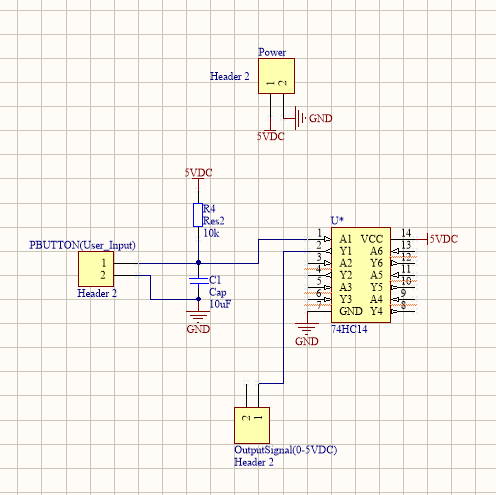 Power
Header 2
1
2
GND
5VDC
5VDC
R4
Res2
10k
PBUTTON(User_Input)
1
2
Header 2
C1
Cap
10uF
GND
U*
1 A1 VCC 14 5VDC
2 Y1 A6 13
3 A2 Y6 12
4 Y2 A5 11
5 A3 Y5 10
6 Y3 A4 9
7 GND Y4 8
GND
74HC14
2
1
OutputSignal(0-5VDC)
Header 2